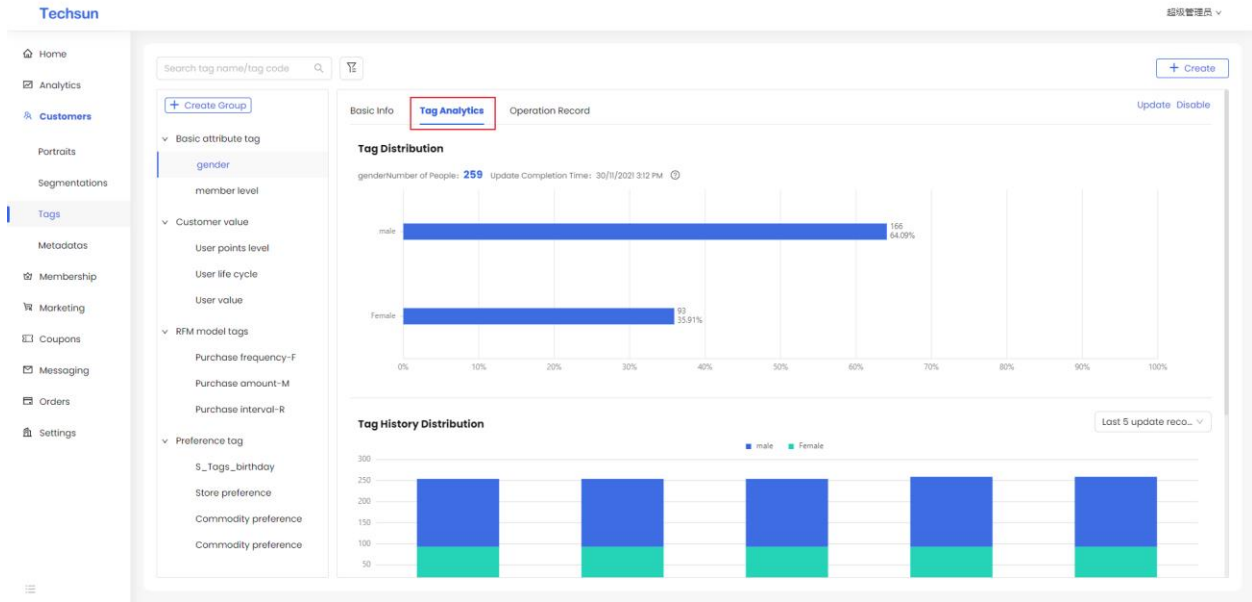 Techsun
超级管理员
Home
Analytics
Customers
Portraits
Segmentations
Tags
Metadatas
Membership
Marketing
Coupons
Messaging
Orders
Settings
Search tag name/tag code
+ Create
+ Create Group
Basic attribute tag
gender
member level
Customer value
User points level
User life cycle
User value
RFM model tags
Purchase frequency-F
Purchase amount-M
Purchase interval-R
Preference tag
S_Tags_birthday
Store preference
Commodity preference
Commodity preference
Basic Info Tag Analytics Operation Record
Update Disable
Tag Distribution
genderNumber of People: 259 Update Completion Time: 30/11/2021 3:12 PM
male
166
64.09%
Female
93
35.91%
0% 10% 20% 30% 40% 50% 60% 70% 80% 90% 100%
Tag History Distribution
Last 5 update reco...
male Female
300
250
200
150
100
50